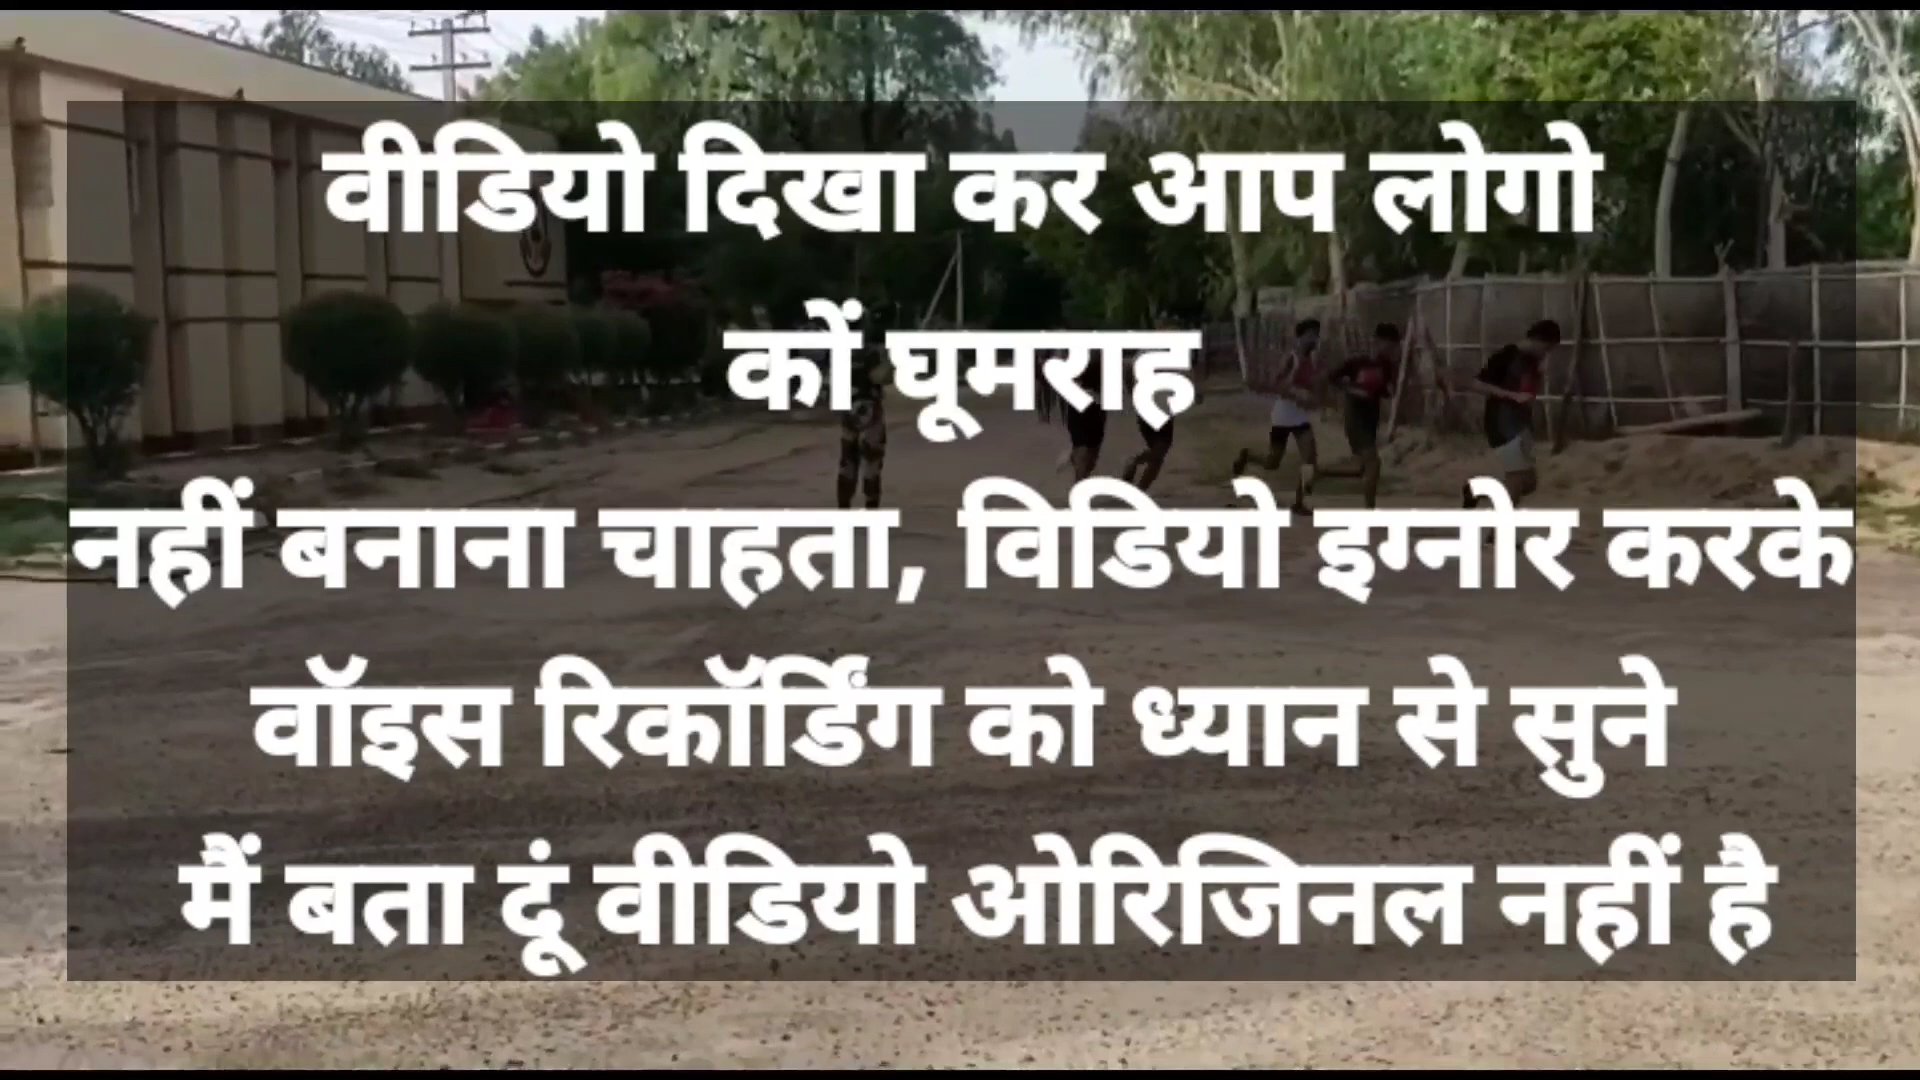 वीडियो दिखा कर आप लोगो
कों घूमराह
नहीं बनाना चाहता, विडियो इग्नोर करके
वॉइस रिकॉर्डिंग को ध्यान से सुने
मैं बता दूं वीडियो ओरिजिनल नहीं है